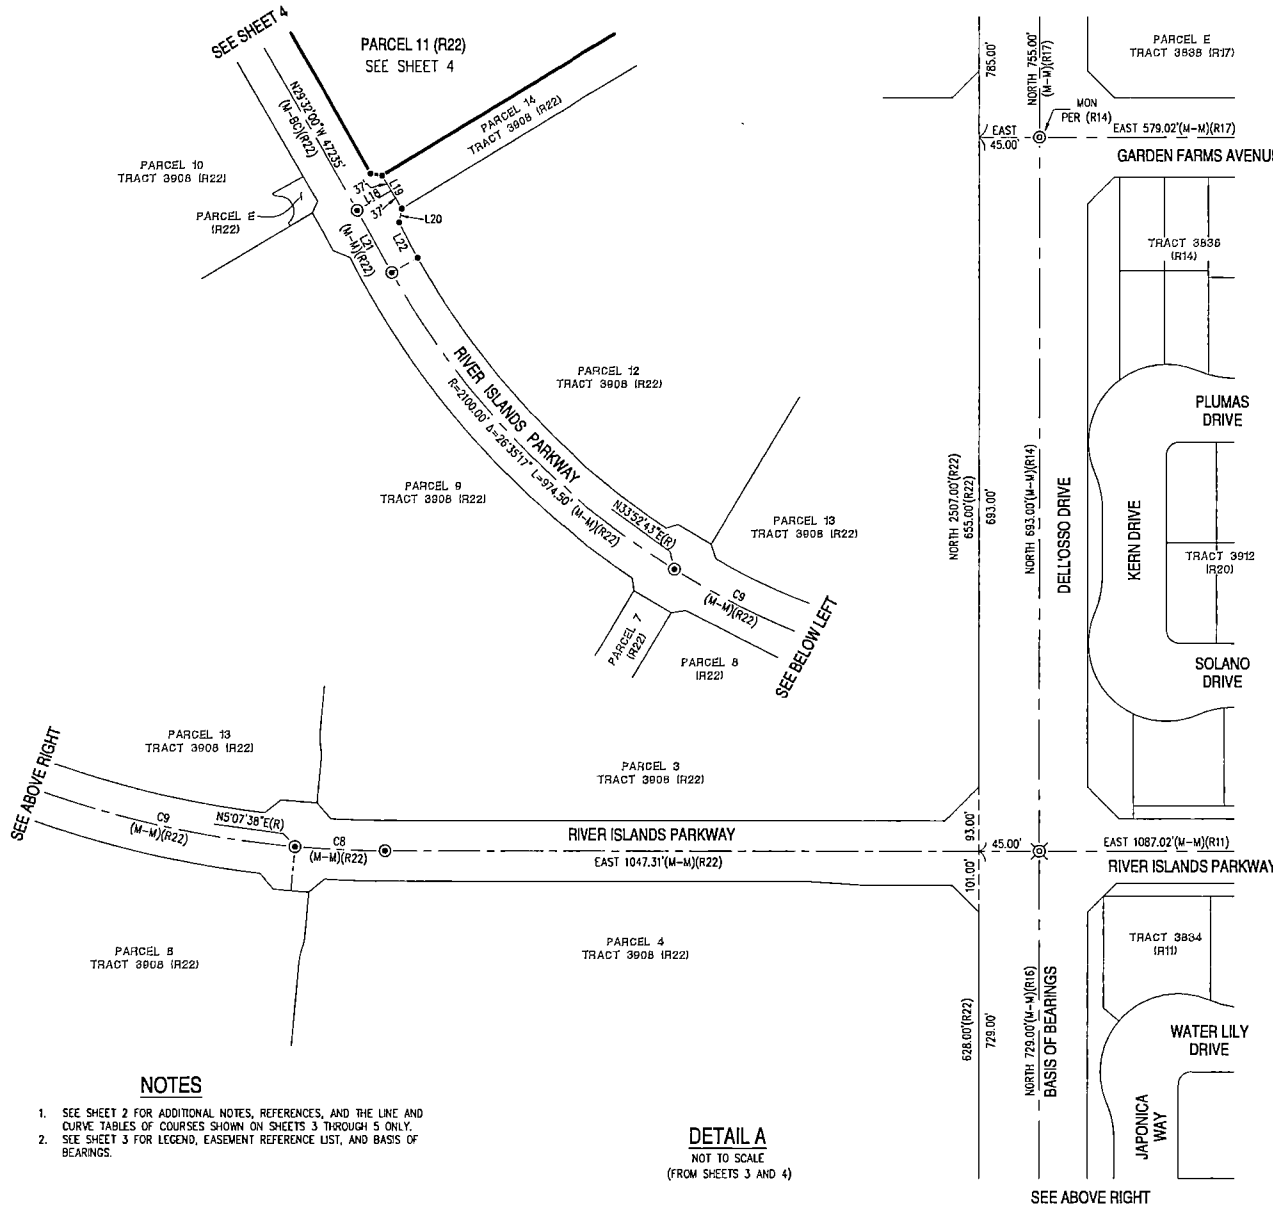 SEE SHEET 4
PARCEL 11 (R22)
SEE SHEET 4
N29°32'00"W 472.35'
(M-BC)(R22)
PARCEL 14
TRACT 3908 (R22)
PARCEL 10
TRACT 3908 (R22)
PARCEL E
(R22)
37'
L18
L19
37'
L20
L21
(M-M)(R22)
L22
RIVER ISLANDS PARKWAY
R=2100.00' Δ=26°35'17" L=974.50' (M-M)(R22)
PARCEL 12
TRACT 3908 (R22)
PARCEL 9
TRACT 3908 (R22)
N33°52'43"E(R)
PARCEL 13
TRACT 3908 (R22)
C9
(M-M)(R22)
PARCEL 7
(R22)
PARCEL 8
(R22)
SEE BELOW LEFT
785.00'
NORTH 755.00'
(M-M)(R17)
PARCEL E
TRACT 3838 (R17)
MON
PER (R14)
EAST
45.00'
EAST 579.02'(M-M)(R17)
GARDEN FARMS AVENUE
TRACT 3838
(R14)
PLUMAS
DRIVE
NORTH 2507.00'(R22)
655.00'(R22)
693.00'
NORTH 693.00'(M-M)(R14)
DELL'OSSO DRIVE
KERN DRIVE
TRACT 3912
(R20)
SOLANO
DRIVE
SEE ABOVE RIGHT
PARCEL 13
TRACT 3908 (R22)
C9
(M-M)(R22)
N5°07'38"E(R)
C8
(M-M)(R22)
PARCEL 3
TRACT 3908 (R22)
RIVER ISLANDS PARKWAY
EAST 1047.31'(M-M)(R22)
93.00'
45.00'
101.00'
EAST 1087.02'(M-M)(R11)
RIVER ISLANDS PARKWAY
PARCEL 8
TRACT 3908 (R22)
PARCEL 4
TRACT 3908 (R22)
TRACT 3834
(R11)
628.00'(R22)
729.00'
NORTH 729.00'(M-M)(R16)
BASIS OF BEARINGS
WATER LILY
DRIVE
JAPONICA
WAY
NOTES
1. SEE SHEET 2 FOR ADDITIONAL NOTES, REFERENCES, AND THE LINE AND
CURVE TABLES OF COURSES SHOWN ON SHEETS 3 THROUGH 5 ONLY.
2. SEE SHEET 3 FOR LEGEND, EASEMENT REFERENCE LIST, AND BASIS OF
BEARINGS.
DETAIL A
NOT TO SCALE
(FROM SHEETS 3 AND 4)
SEE ABOVE RIGHT